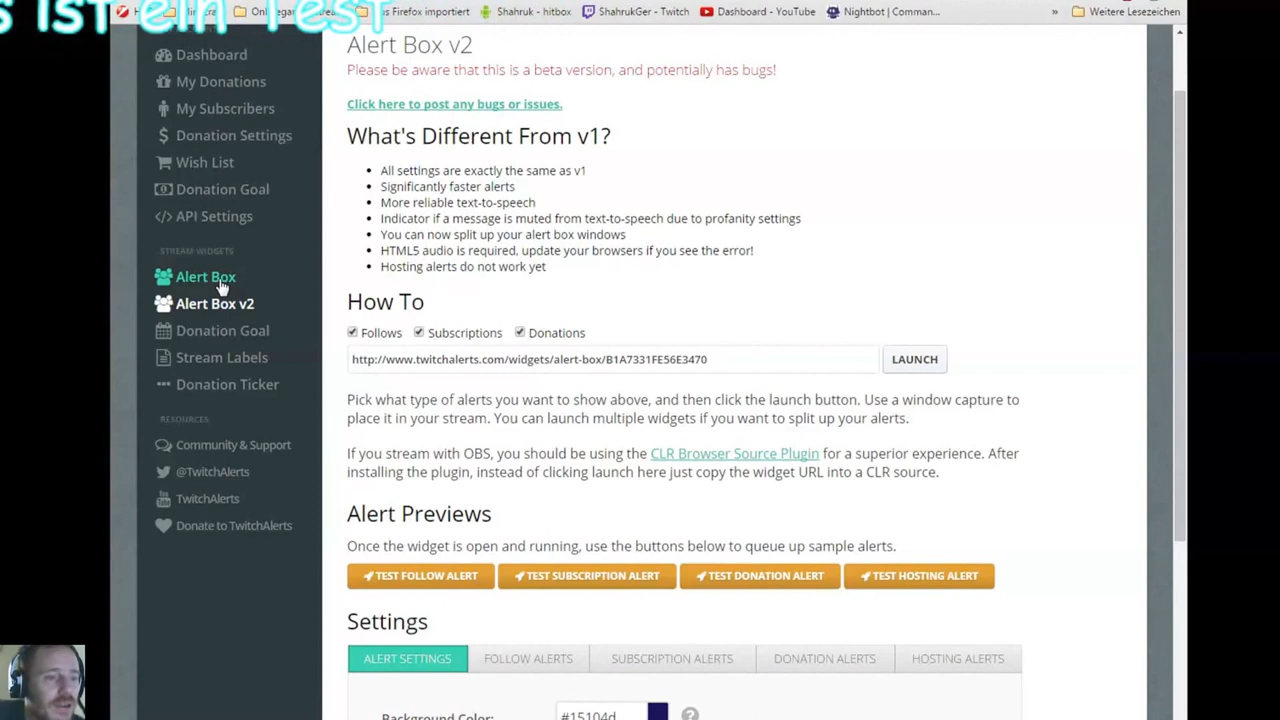 s ist ein Test
us Firefox importiert
Shahruk - hitbox
ShahrukGer - Twitch
Dashboard - YouTube
Nightbot | Comman...
»
Weitere Lesezeichen
Dashboard
My Donations
My Subscribers
Donation Settings
Wish List
Donation Goal
API Settings
STREAM WIDGETS
Alert Box
Alert Box v2
Donation Goal
Stream Labels
Donation Ticker
RESOURCES
Community & Support
@TwitchAlerts
TwitchAlerts
Donate to TwitchAlerts
Alert Box v2
Please be aware that this is a beta version, and potentially has bugs!
Click here to post any bugs or issues.
What's Different From v1?
• All settings are exactly the same as v1
• Significantly faster alerts
• More reliable text-to-speech
• Indicator if a message is muted from text-to-speech due to profanity settings
• You can now split up your alert box windows
• HTML5 audio is required, update your browsers if you see the error!
• Hosting alerts do not work yet
How To
Follows Subscriptions Donations
http://www.twitchalerts.com/widgets/alert-box/B1A7331FE56E3470 LAUNCH
Pick what type of alerts you want to show above, and then click the launch button. Use a window capture to
place it in your stream. You can launch multiple widgets if you want to split up your alerts.
If you stream with OBS, you should be using the CLR Browser Source Plugin for a superior experience. After
installing the plugin, instead of clicking launch here just copy the widget URL into a CLR source.
Alert Previews
Once the widget is open and running, use the buttons below to queue up sample alerts.
TEST FOLLOW ALERT TEST SUBSCRIPTION ALERT TEST DONATION ALERT TEST HOSTING ALERT
Settings
ALERT SETTINGS FOLLOW ALERTS SUBSCRIPTION ALERTS DONATION ALERTS HOSTING ALERTS
Background Color: #15104d ?